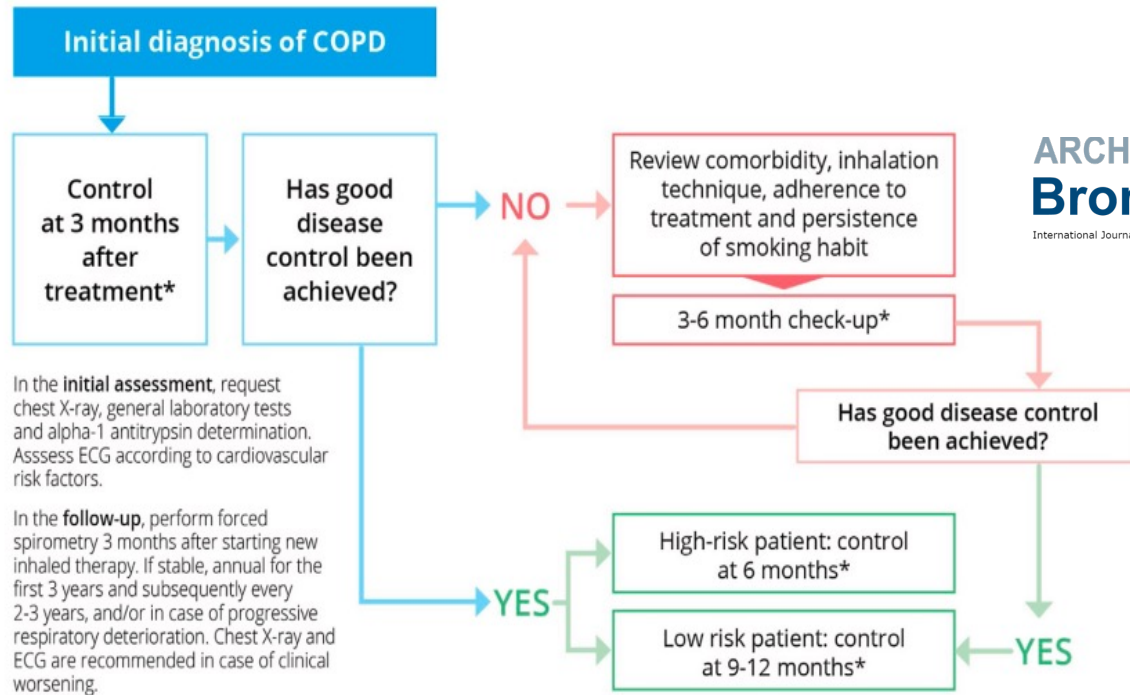 Initial diagnosis of COPD
Control
at 3 months
after
treatment*
Has good
disease
control been
achieved?
NO
Review comorbidity, inhalation
technique, adherence to
treatment and persistence
of smoking habit
3-6 month check-up*
Has good disease control
been achieved?
ARCH
Bron
International Journa
In the initial assessment, request
chest X-ray, general laboratory tests
and alpha-1 antitrypsin determination.
Asssess ECG according to cardiovascular
risk factors.
In the follow-up, perform forced
spirometry 3 months after starting new
inhaled therapy. If stable, annual for the
first 3 years and subsequently every
2-3 years, and/or in case of progressive
respiratory deterioration. Chest X-ray and
ECG are recommended in case of clinical
worsening.
YES
High-risk patient: control
at 6 months*
Low risk patient: control
at 9-12 months*
YES